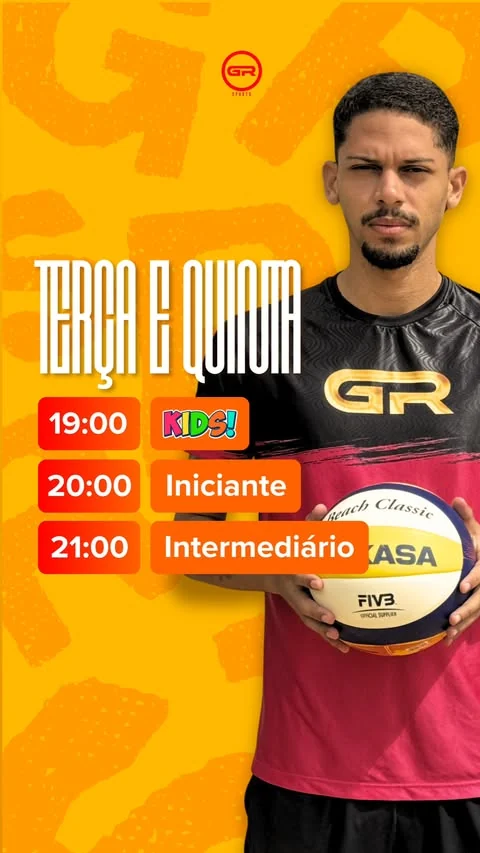 GR
SPORTS
TERÇA E QUINTA
19:00 KIDS!
GR
20:00 Iniciante
Beach Classic
21:00 Intermediário
KASA
FIVB
OFFICIAL SUPPLIER